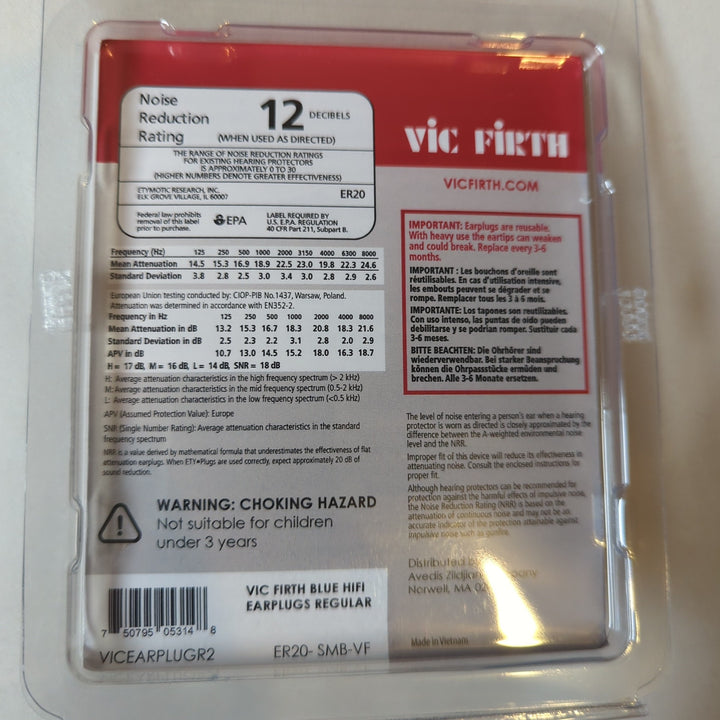 Noise
Reduction
Rating
12 DECIBELS
(WHEN USED AS DIRECTED)
THE RANGE OF NOISE REDUCTION RATINGS
FOR EXISTING HEARING PROTECTORS
IS APPROXIMATELY 0 TO 30
(HIGHER NUMBERS DENOTE GREATER EFFECTIVENESS)
ETYMOTIC RESEARCH, INC.
ELK GROVE VILLAGE, IL 60007
ER20
Federal law prohibits
removal of this label
prior to purchase.
EPA
LABEL REQUIRED BY
U.S. E.P.A. REGULATION
40 CFR Part 211, Subpart B.
Frequency (Hz) 125 250 500 1000 2000 3150 4000 6300 8000
Mean Attenuation 14.5 15.3 16.9 18.9 22.5 23.0 19.8 22.3 24.6
Standard Deviation 3.8 2.8 2.5 3.0 3.4 3.0 2.8 2.9 2.6
European Union testing conducted by: CIOP-PIB No.1437, Warsaw, Poland.
Attenuation was determined in accordance with EN352-2.
Frequency in Hz 125 250 500 1000 2000 4000 8000
Mean Attenuation in dB 13.2 15.3 16.7 18.3 20.8 18.3 21.6
Standard Deviation in dB 2.5 2.3 2.2 3.1 2.8 2.0 2.9
APV in dB 10.7 13.0 14.5 15.2 18.0 16.3 18.7
H = 17 dB, M = 16 dB, L = 14 dB, SNR = 18 dB
H: Average attenuation characteristics in the high frequency spectrum (> 2 kHz)
M: Average attenuation characteristics in the mid frequency spectrum (0.5-2 kHz)
L: Average attenuation characteristics in the low frequency spectrum (<0.5 kHz)
APV (Assumed Protection Value): Europe
SNR (Single Number Rating): Average attenuation characteristics in the standard
frequency spectrum
NRR is a value derived by mathematical formula that underestimates the effectiveness of flat
attenuation earplugs. When ETY•Plugs are used correctly, expect approximately 20 dB of
sound reduction.
WARNING: CHOKING HAZARD
Not suitable for children
under 3 years
7 50795 05314 8
VIC FIRTH BLUE HIFI
EARPLUGS REGULAR
VICEARPLUGR2
ER20- SMB-VF
VIC FIRTH
VICFIRTH.COM
IMPORTANT: Earplugs are reusable.
With heavy use the eartips can weaken
and could break. Replace every 3-6
months.
IMPORTANT : Les bouchons d'oreille sont
réutilisables. En cas d'utilisation intensive,
les embouts peuvent se dégrader et se
rompre. Remplacer tous les 3 à 6 mois.
IMPORTANTE: Los tapones son reutilizables.
Con uso intenso, las puntas de oído pueden
debilitarse y se podrían romper. Sustituir cada
3-6 meses.
BITTE BEACHTEN: Die Ohrhörer sind
wiederverwendbar. Bei starker Beanspruchung
können die Ohrpassstücke ermüden und
brechen. Alle 3-6 Monate ersetzen.
The level of noise entering a person's ear when a hearing
protector is worn as directed is closely approximated by the
difference between the A-weighted environmental noise
level and the NRR.
Improper fit of this device will reduce its effectiveness in
attenuating noise. Consult the enclosed instructions for
proper fit.
Although hearing protectors can be recommended for
protection against the harmful effects of impulsive noise,
the Noise Reduction Rating (NRR) is based on the
attenuation of continuous noise and may not be an
accurate indicator of the protection attainable against
impulsive noise such as gunfire.
Distributed
Avedis Zildjian
Norwell, MA
Made in Vietnam